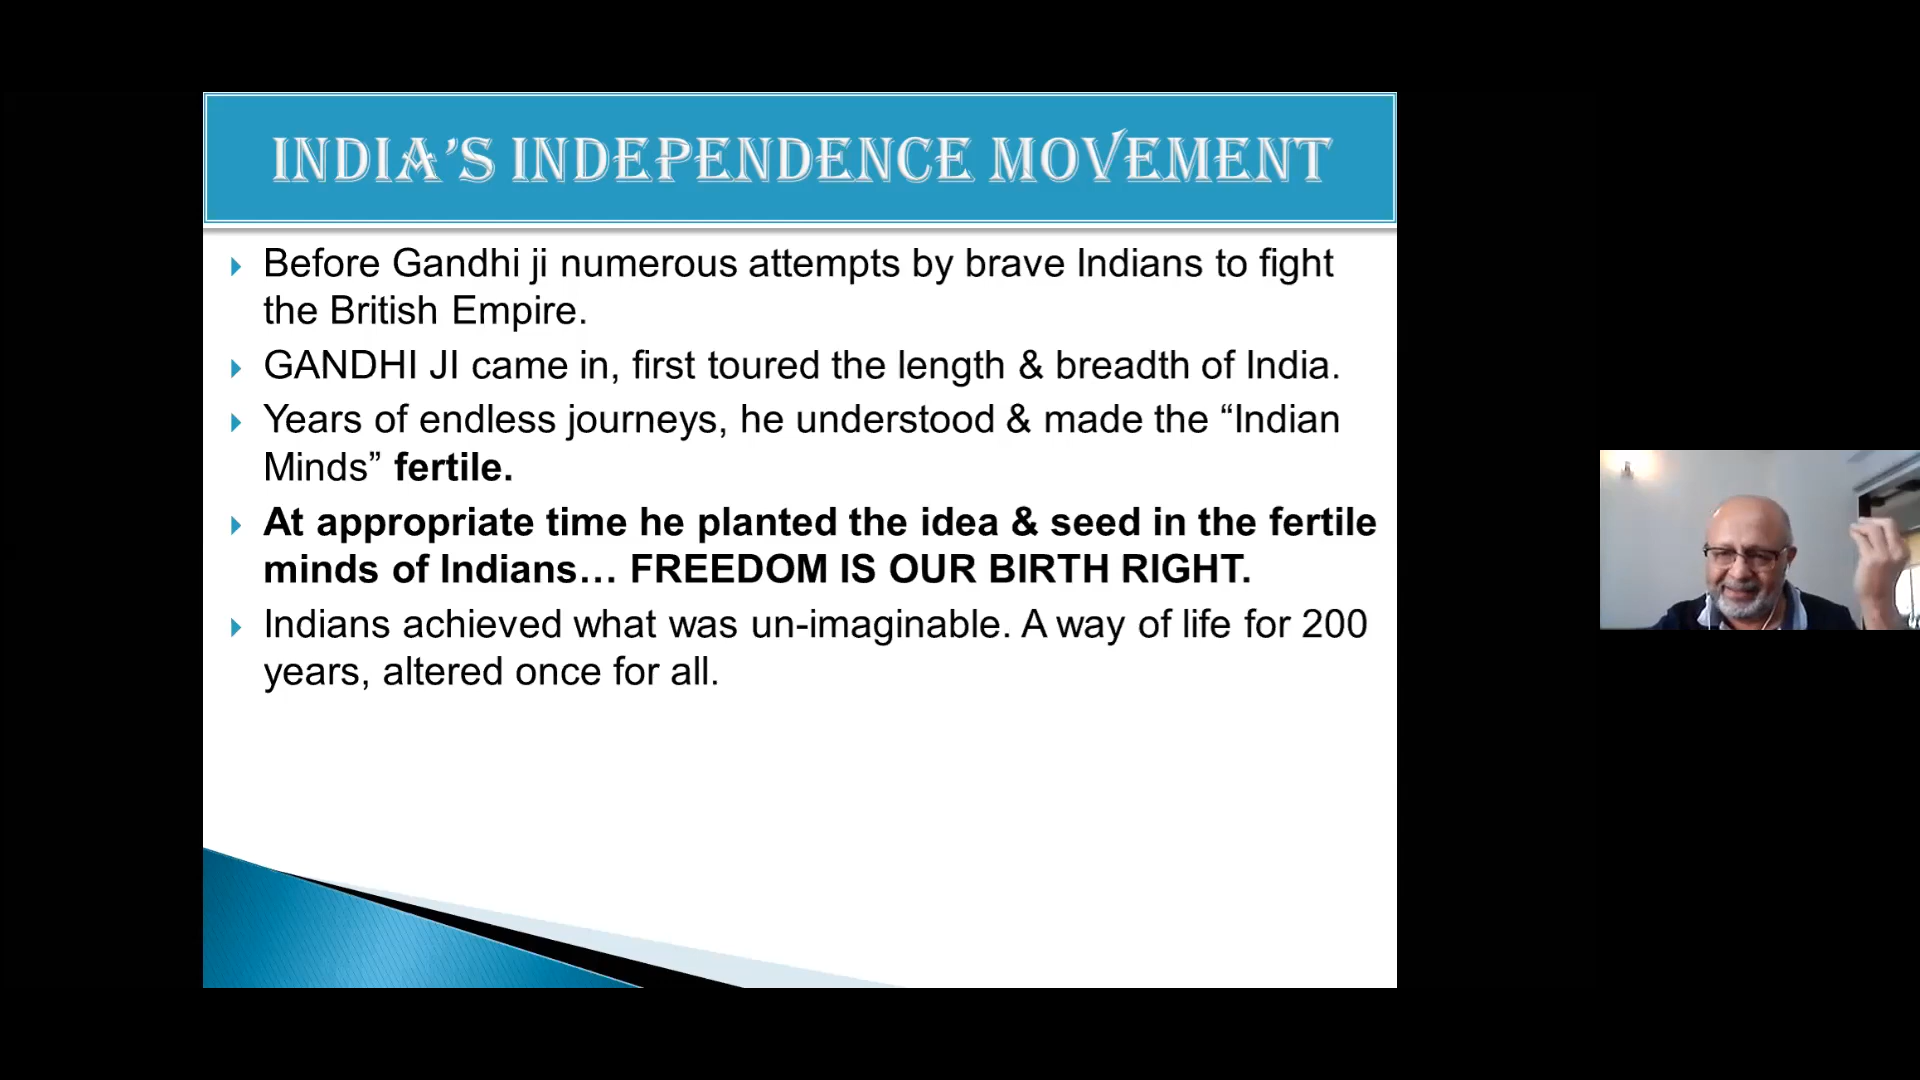 INDIA’S INDEPENDENCE MOVEMENT
Before Gandhi ji numerous attempts by brave Indians to fight
the British Empire.
GANDHI JI came in, first toured the length & breadth of India.
Years of endless journeys, he understood & made the “Indian
Minds” fertile.
At appropriate time he planted the idea & seed in the fertile
minds of Indians… FREEDOM IS OUR BIRTH RIGHT.
Indians achieved what was un-imaginable. A way of life for 200
years, altered once for all.